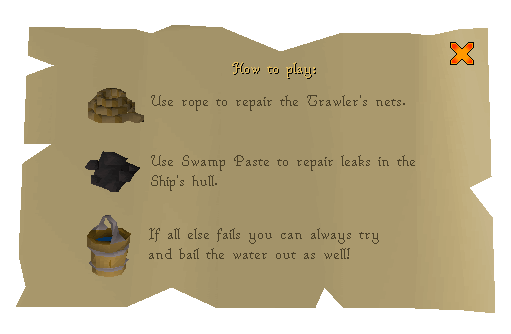 How to play:
Use rope to repair the Trawler's nets.
Use Swamp Paste to repair leaks in the
Ship's hull.
If all else fails you can always try
and bail the water out as well!